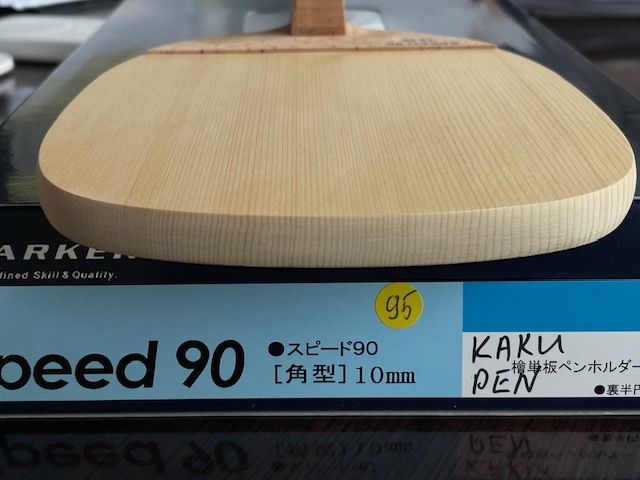 ARKER
fined Skill & Quality.
95
peed 90
●スピード90
[角型]10mm
KAKU
PEN
檜単板ペンホルダー
●裏半円